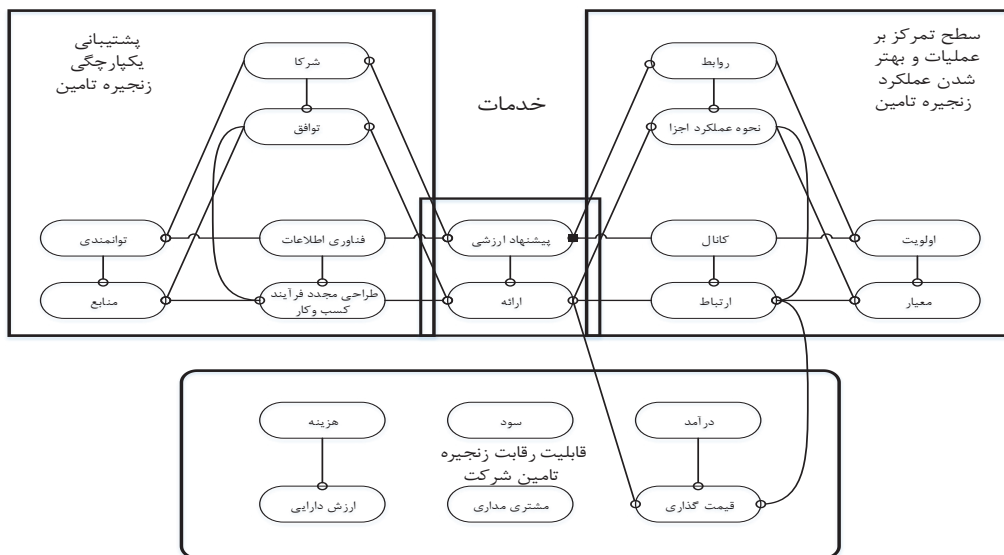 سطح تمرکز بر
عملیات و بهتر
شدن عملکرد
زنجیره تامین
روابط
نحوه عملکرد اجزا
کانال
ارتباط
اولویت
معیار
خدمات
پیشنهاد ارزشی
ارائه
پشتیبانی
یکپارچگی
زنجیره تامین
شرکا
توافق
فناوری اطلاعات
طراحی مجدد فرآیند
کسب وکار
توانمندی
منابع
درآمد
سود
هزینه
قابلیت رقابت زنجیره
تامین شرکت
قیمت گذاری
مشتری مداری
ارزش دارایی